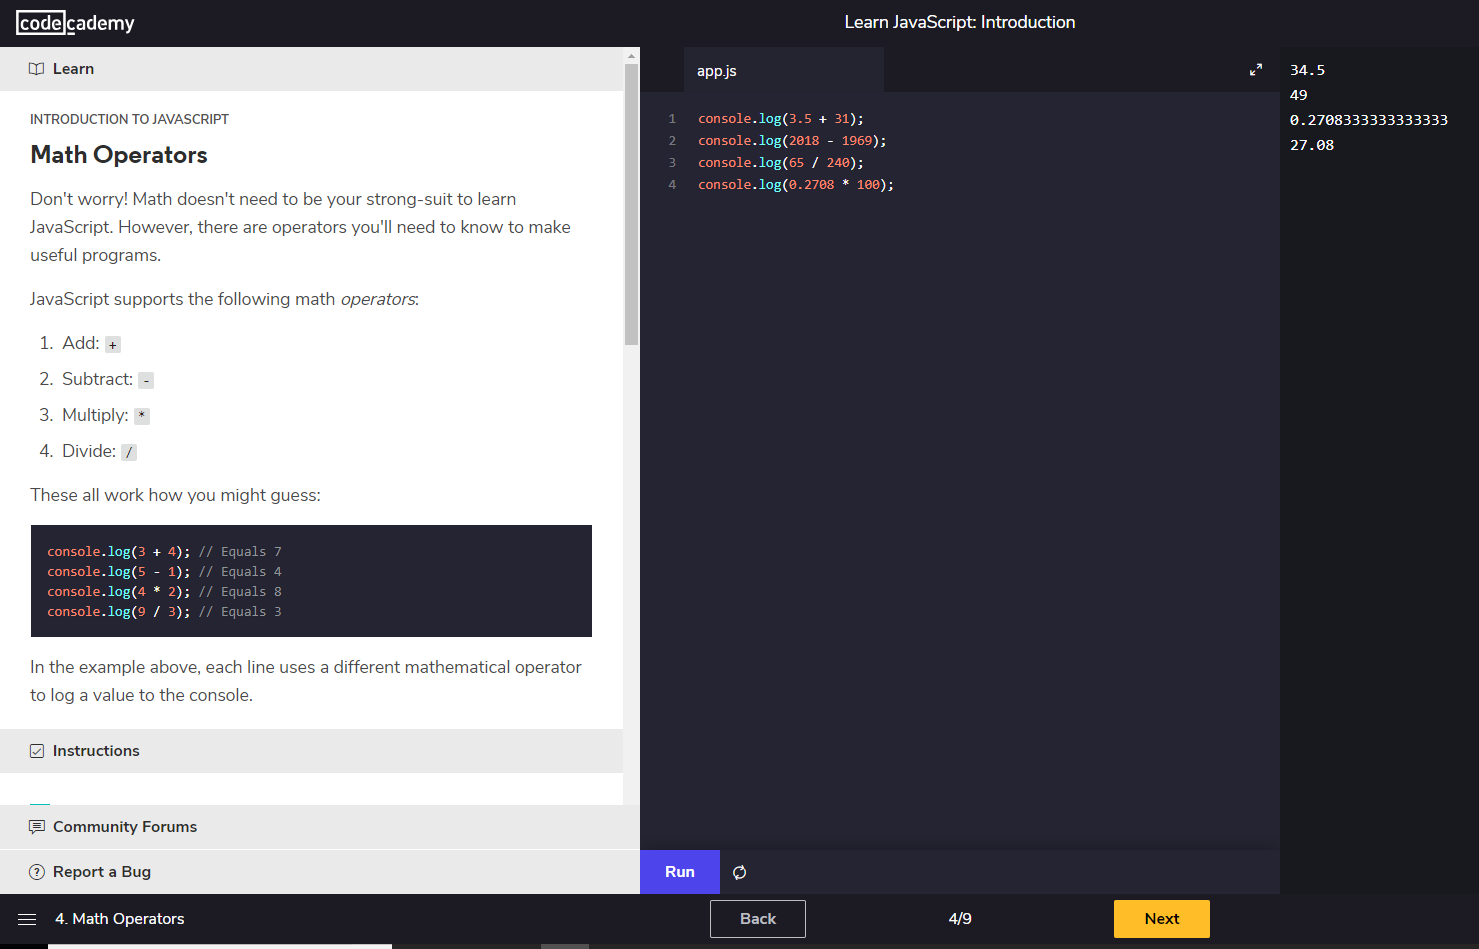 codecademy
Learn JavaScript: Introduction
Learn
INTRODUCTION TO JAVASCRIPT
Math Operators
Don't worry! Math doesn't need to be your strong-suit to learn
JavaScript. However, there are operators you'll need to know to make
useful programs.
JavaScript supports the following math operators:
1. Add: +
2. Subtract: -
3. Multiply: *
4. Divide: /
These all work how you might guess:
console.log(3 + 4); // Equals 7
console.log(5 - 1); // Equals 4
console.log(4 * 2); // Equals 8
console.log(9 / 3); // Equals 3
In the example above, each line uses a different mathematical operator
to log a value to the console.
Instructions
Community Forums
Report a Bug
app.js
1 console.log(3.5 + 31);
2 console.log(2018 - 1969);
3 console.log(65 / 240);
4 console.log(0.2708 * 100);
Run
34.5
49
0.2708333333333333
27.08
4. Math Operators
Back
4/9
Next